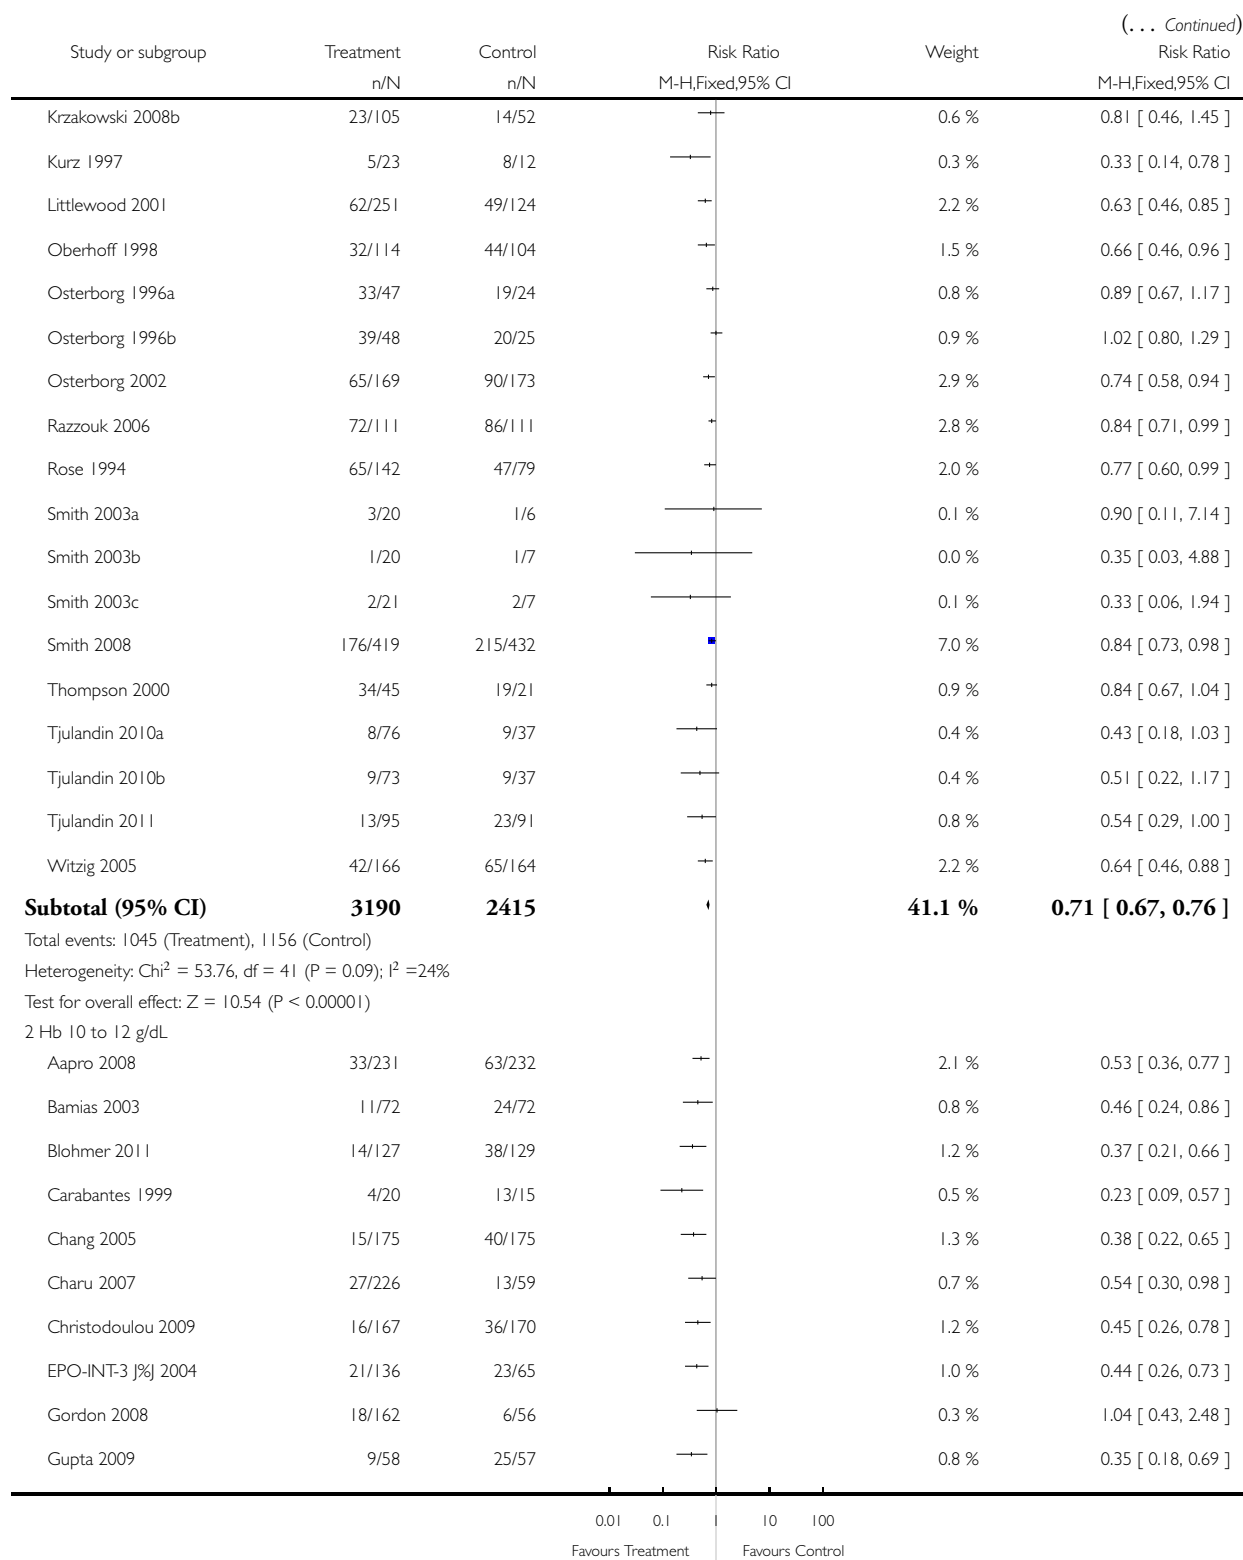 (... Continued)
Study or subgroup Treatment Control Risk Ratio Weight Risk Ratio
n/N n/N M-H,Fixed,95% CI M-H,Fixed,95% CI
Krzakowski 2008b 23/105 14/52 0.6 % 0.81 [ 0.46, 1.45 ]
Kurz 1997 5/23 8/12 0.3 % 0.33 [ 0.14, 0.78 ]
Littlewood 2001 62/251 49/124 2.2 % 0.63 [ 0.46, 0.85 ]
Oberhoff 1998 32/114 44/104 1.5 % 0.66 [ 0.46, 0.96 ]
Osterborg 1996a 33/47 19/24 0.8 % 0.89 [ 0.67, 1.17 ]
Osterborg 1996b 39/48 20/25 0.9 % 1.02 [ 0.80, 1.29 ]
Osterborg 2002 65/169 90/173 2.9 % 0.74 [ 0.58, 0.94 ]
Razzouk 2006 72/111 86/111 2.8 % 0.84 [ 0.71, 0.99 ]
Rose 1994 65/142 47/79 2.0 % 0.77 [ 0.60, 0.99 ]
Smith 2003a 3/20 1/6 0.1 % 0.90 [ 0.11, 7.14 ]
Smith 2003b 1/20 1/7 0.0 % 0.35 [ 0.03, 4.88 ]
Smith 2003c 2/21 2/7 0.1 % 0.33 [ 0.06, 1.94 ]
Smith 2008 176/419 215/432 7.0 % 0.84 [ 0.73, 0.98 ]
Thompson 2000 34/45 19/21 0.9 % 0.84 [ 0.67, 1.04 ]
Tjulandin 2010a 8/76 9/37 0.4 % 0.43 [ 0.18, 1.03 ]
Tjulandin 2010b 9/73 9/37 0.4 % 0.51 [ 0.22, 1.17 ]
Tjulandin 2011 13/95 23/91 0.8 % 0.54 [ 0.29, 1.00 ]
Witzig 2005 42/166 65/164 2.2 % 0.64 [ 0.46, 0.88 ]
Subtotal (95% CI) 3190 2415 41.1 % 0.71 [ 0.67, 0.76 ]
Total events: 1045 (Treatment), 1156 (Control)
Heterogeneity: Chi² = 53.76, df = 41 (P = 0.09); I² =24%
Test for overall effect: Z = 10.54 (P < 0.00001)
2 Hb 10 to 12 g/dL
Aapro 2008 33/231 63/232 2.1 % 0.53 [ 0.36, 0.77 ]
Bamias 2003 11/72 24/72 0.8 % 0.46 [ 0.24, 0.86 ]
Blohmer 2011 14/127 38/129 1.2 % 0.37 [ 0.21, 0.66 ]
Carabantes 1999 4/20 13/15 0.5 % 0.23 [ 0.09, 0.57 ]
Chang 2005 15/175 40/175 1.3 % 0.38 [ 0.22, 0.65 ]
Charu 2007 27/226 13/59 0.7 % 0.54 [ 0.30, 0.98 ]
Christodoulou 2009 16/167 36/170 1.2 % 0.45 [ 0.26, 0.78 ]
EPO-INT-3 J%J 2004 21/136 23/65 1.0 % 0.44 [ 0.26, 0.73 ]
Gordon 2008 18/162 6/56 0.3 % 1.04 [ 0.43, 2.48 ]
Gupta 2009 9/58 25/57 0.8 % 0.35 [ 0.18, 0.69 ]
0.01 0.1 1 10 100
Favours Treatment Favours Control